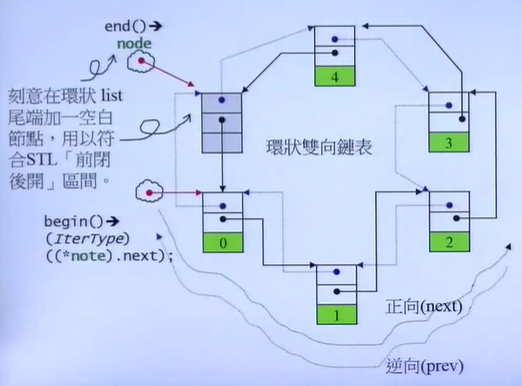 end()→
node
刻意在環狀 list
尾端加一空白
節點，用以符
合STL「前閉
後開」區間。
begin()→
(IterType)
((*note).next);
環狀雙向鏈表
4
3
2
1
0
正向(next)
逆向(prev)